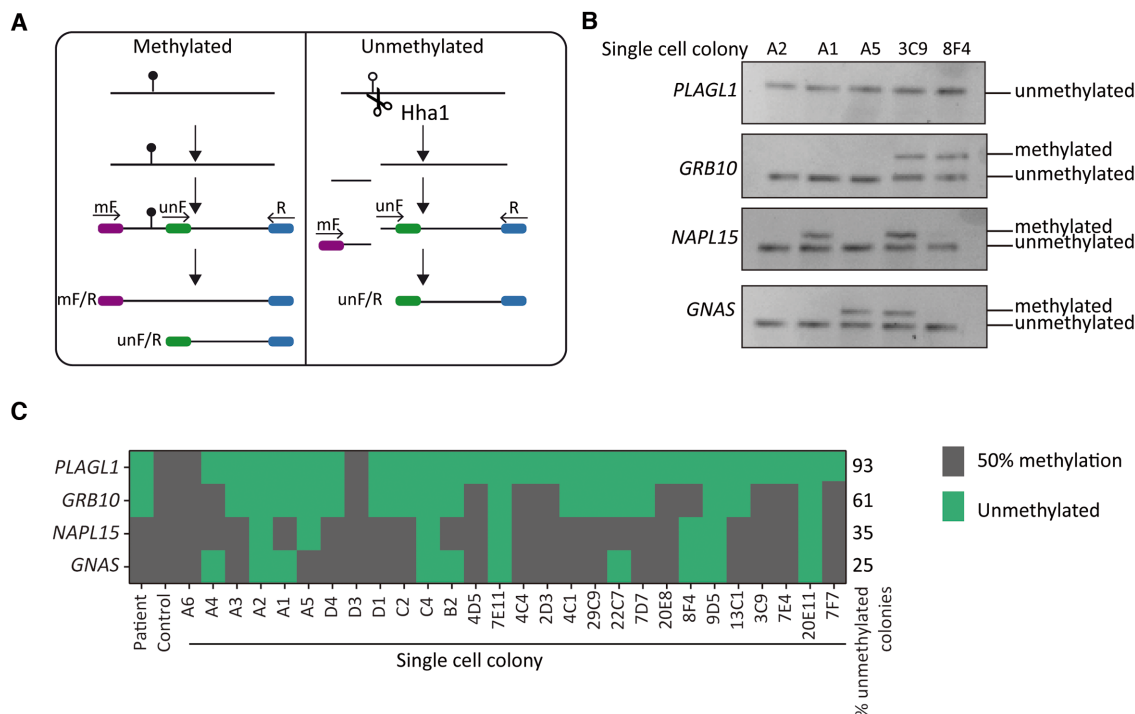 A
Methylated
Unmethylated
Hha1
mF
unF
R
unF
R
mF
mF/R
unF/R
unF/R
B
Single cell colony A2 A1 A5 3C9 8F4
PLAGL1
unmethylated
GRB10
methylated
unmethylated
NAPL15
methylated
unmethylated
GNAS
methylated
unmethylated
C
PLAGL1 93
GRB10 61
NAPL15 35
GNAS 25
50% methylation
Unmethylated
Patient Control A6 A4 A3 A2 A1 A5 D4 D3 D1 C2 C4 B2 4D5 7E11 4C4 2D3 4C1 29C9 22C7 7D7 20E8 8F4 9D5 13C1 3C9 7E4 20E11 7F7
% unmethylated
colonies
Single cell colony